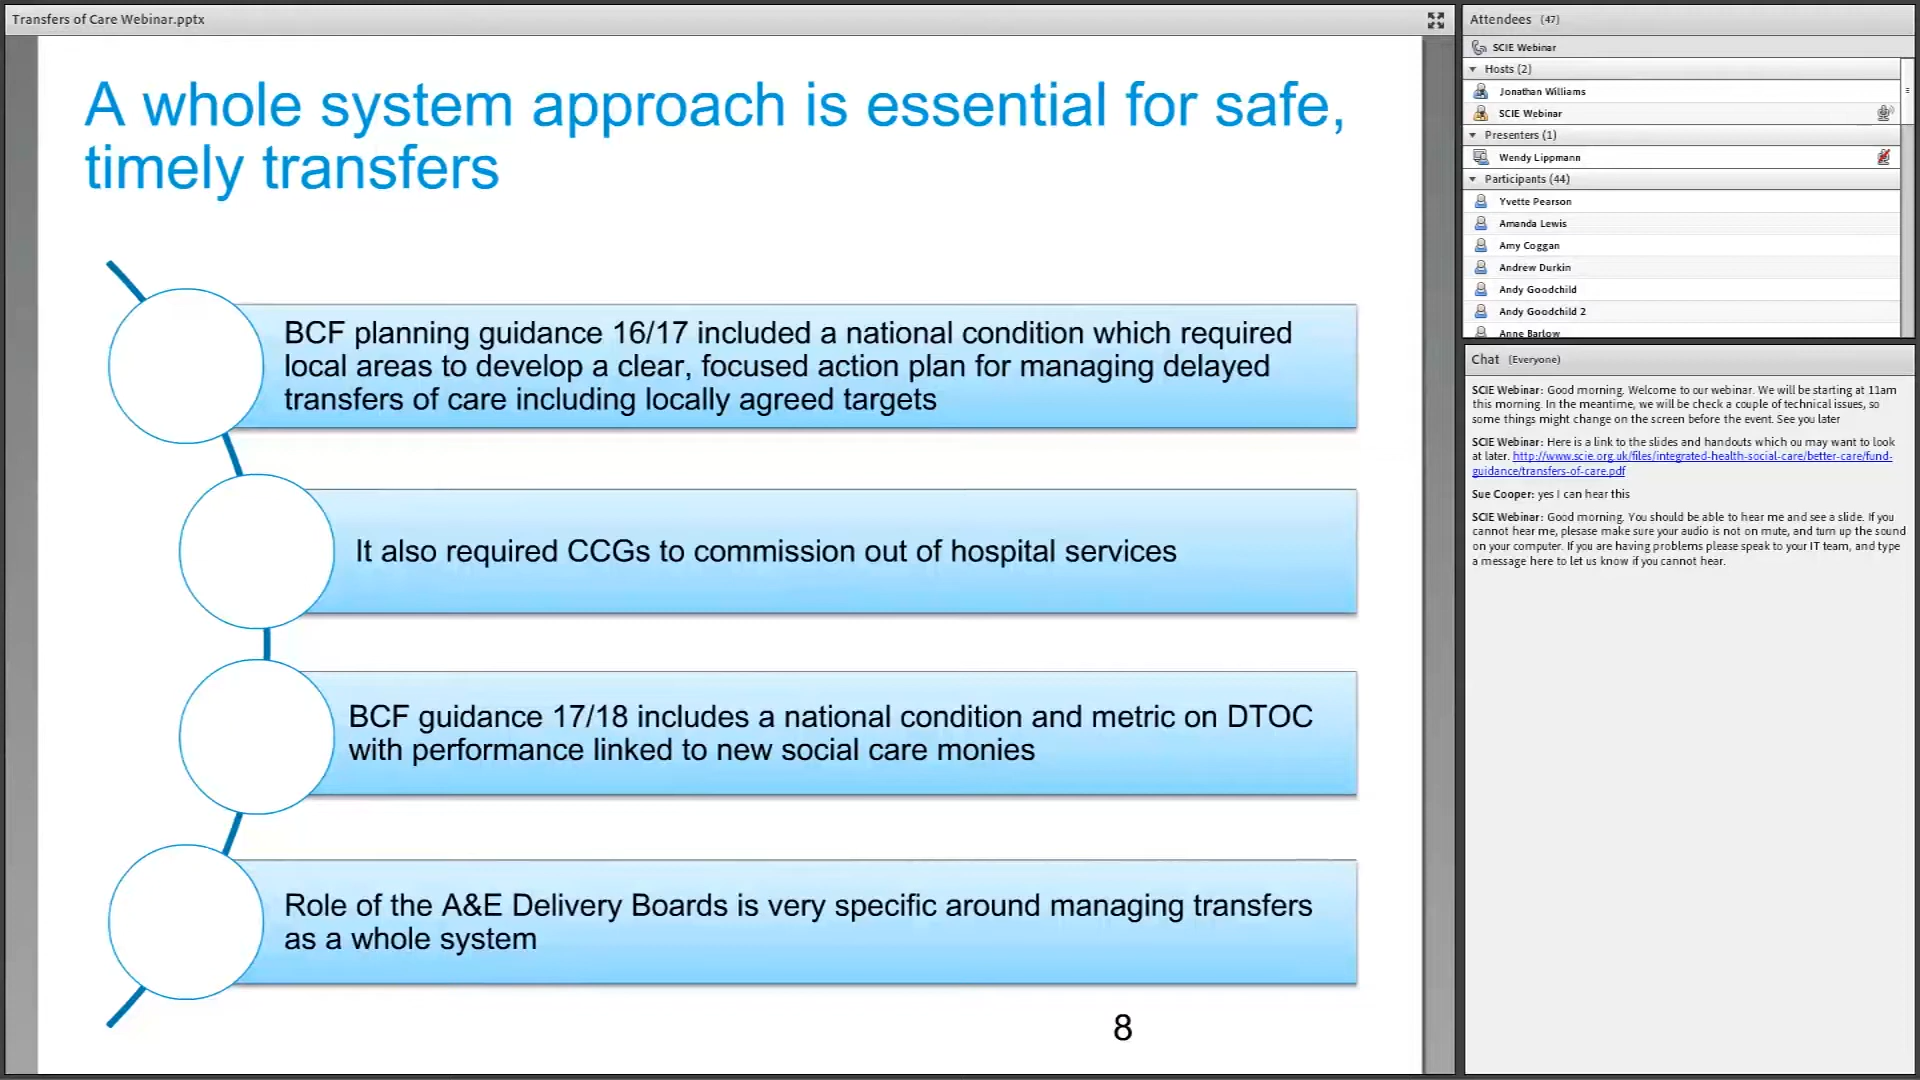 Transfers of Care Webinar.pptx
A whole system approach is essential for safe,
timely transfers
BCF planning guidance 16/17 included a national condition which required
local areas to develop a clear, focused action plan for managing delayed
transfers of care including locally agreed targets
It also required CCGs to commission out of hospital services
BCF guidance 17/18 includes a national condition and metric on DTOC
with performance linked to new social care monies
Role of the A&E Delivery Boards is very specific around managing transfers
as a whole system
8
Attendees (47)
SCIE Webinar
Hosts (2)
Jonathan Williams
SCIE Webinar
Presenters (1)
Wendy Lippmann
Participants (44)
Yvette Pearson
Amanda Lewis
Amy Coggan
Andrew Durkin
Andy Goodchild
Andy Goodchild 2
Anne Barlow
Chat (Everyone)
SCIE Webinar: Good morning. Welcome to our webinar. We will be starting at 11am
this morning. In the meantime, we will be check a couple of technical issues, so
some things might change on the screen before the event. See you later
SCIE Webinar: Here is a link to the slides and handouts which ou may want to look
at later. http://www.scie.org.uk/files/integrated-health-social-care/better-care/fund-
guidance/transfers-of-care.pdf
Sue Cooper: yes I can hear this
SCIE Webinar: Good morning. You should be able to hear me and see a slide. If you
cannot hear me, plesase make sure your audio is not on mute, and turn up the sound
on your computer. If you are having problems please speak to your IT team, and type
a message here to let us know if you cannot hear.